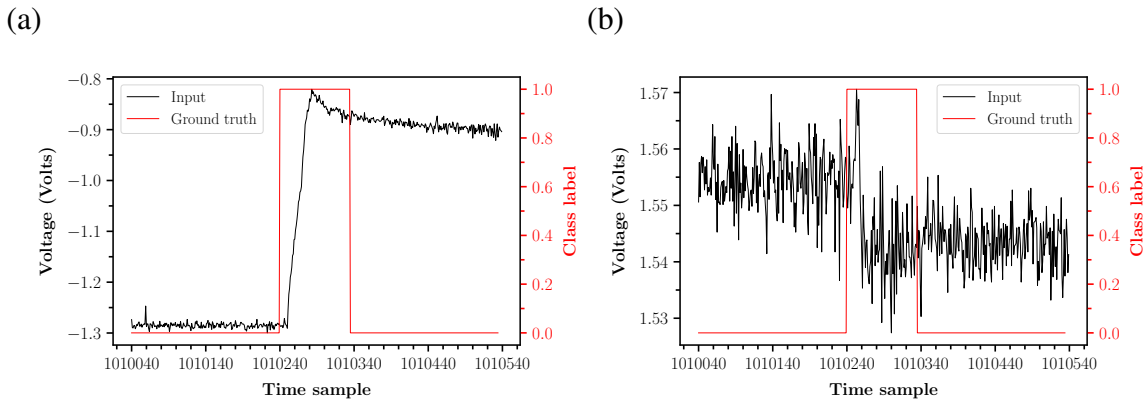 (a)
−0.8
−0.9
−1.0
−1.1
−1.2
−1.3
Voltage (Volts)
Input
Ground truth
1.0
0.8
0.6
0.4
0.2
0.0
Class label
1010040 1010140 1010240 1010340 1010440 1010540
Time sample
(b)
1.57
1.56
1.55
1.54
1.53
Voltage (Volts)
Input
Ground truth
1.0
0.8
0.6
0.4
0.2
0.0
Class label
1010040 1010140 1010240 1010340 1010440 1010540
Time sample